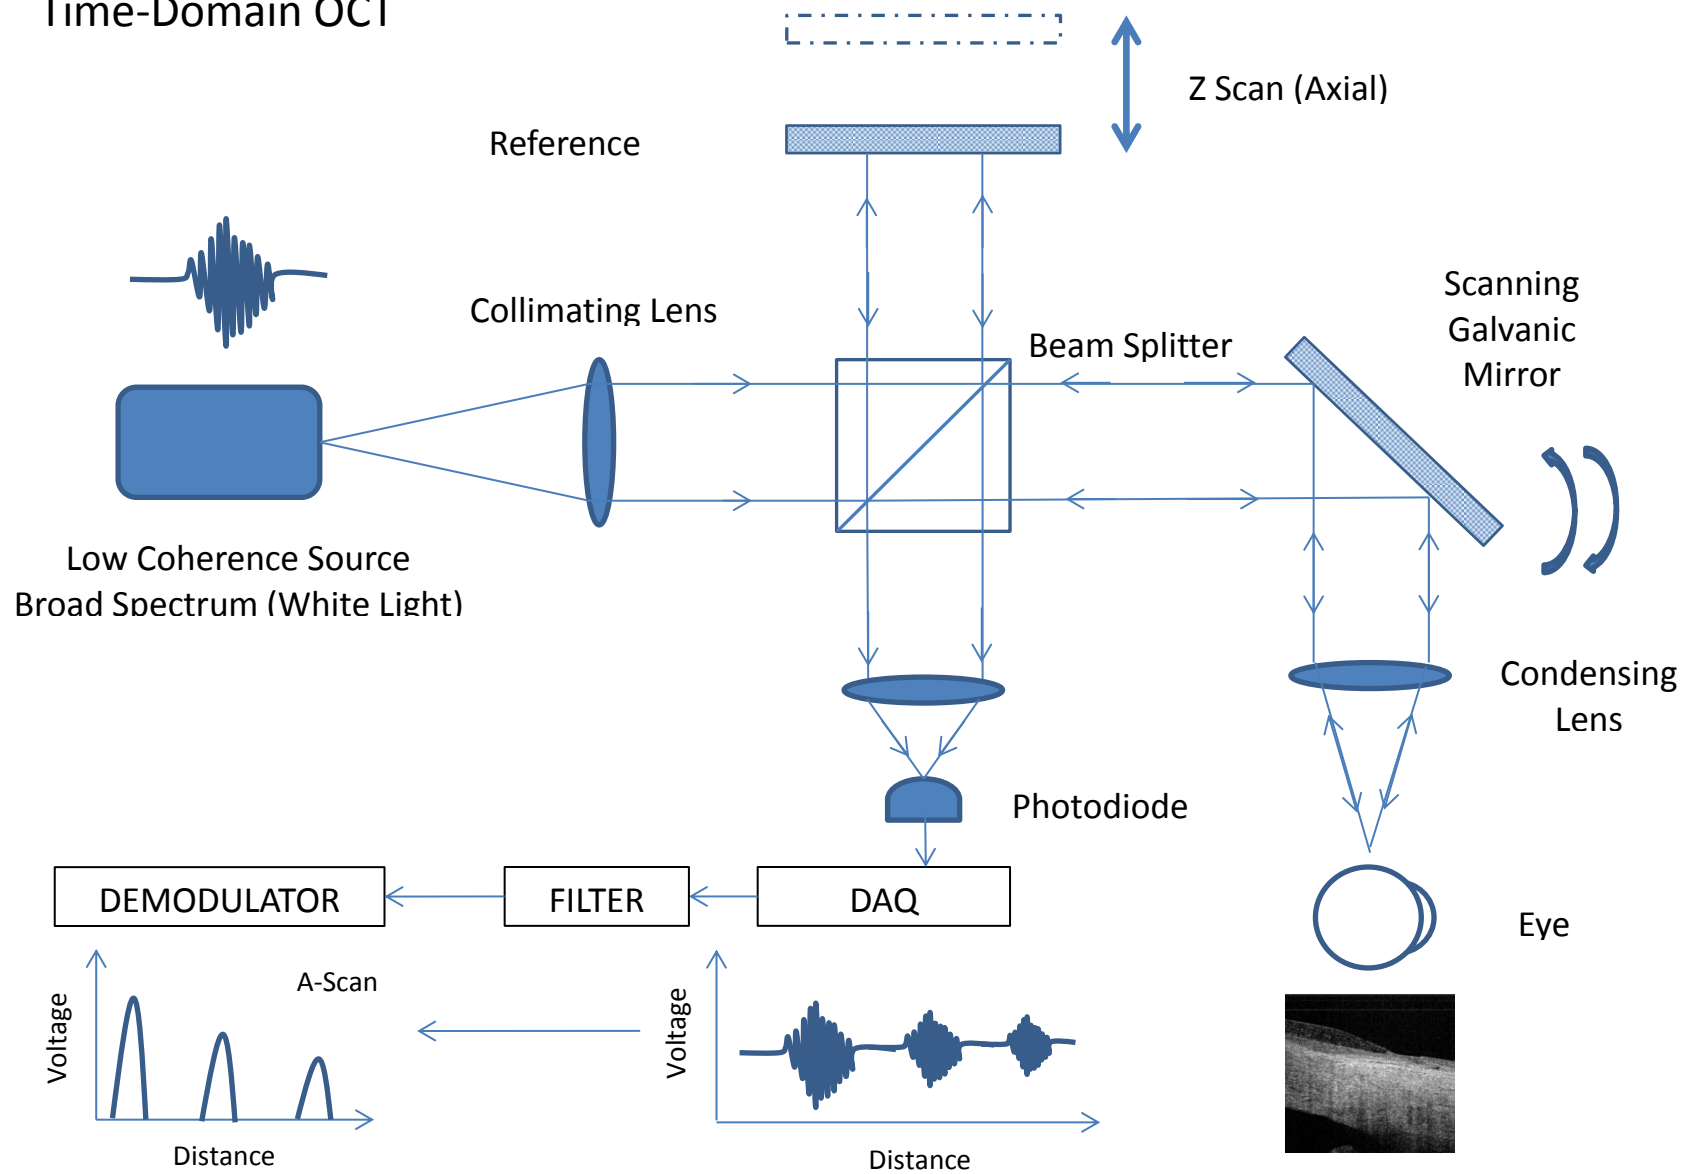 Time-Domain OCT
Z Scan (Axial)
Reference
Collimating Lens
Beam Splitter
Scanning
Galvanic
Mirror
Low Coherence Source
Broad Spectrum (White Light)
Condensing
Lens
Photodiode
DEMODULATOR
FILTER
DAQ
Eye
A-Scan
Voltage
Distance
Voltage
Distance